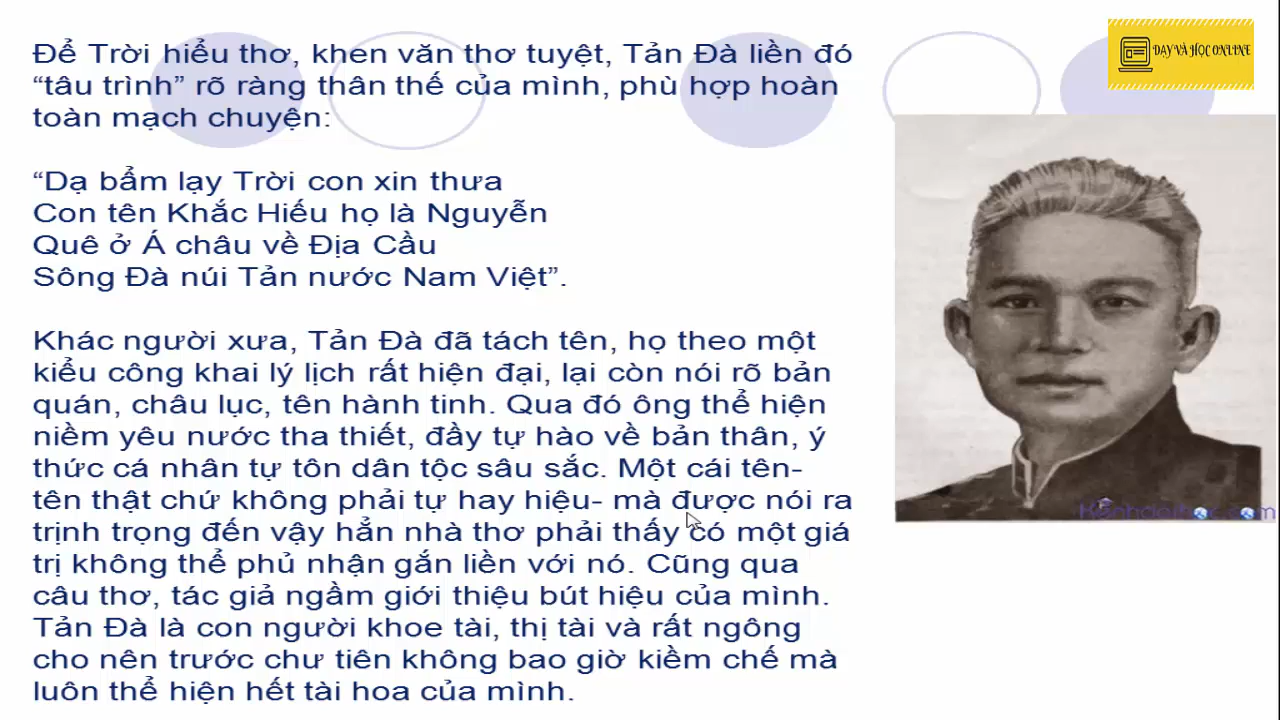 Để Trời hiểu thơ, khen văn thơ tuyệt, Tản Đà liền đó
“tâu trình” rõ ràng thân thế của mình, phù hợp hoàn
toàn mạch chuyện:
“Dạ bẩm lạy Trời con xin thưa
Con tên Khắc Hiếu họ là Nguyễn
Quê ở Á châu về Địa Cầu
Sông Đà núi Tản nước Nam Việt”.
Khác người xưa, Tản Đà đã tách tên, họ theo một
kiểu công khai lý lịch rất hiện đại, lại còn nói rõ bản
quán, châu lục, tên hành tinh. Qua đó ông thể hiện
niềm yêu nước tha thiết, đầy tự hào về bản thân, ý
thức cá nhân tự tôn dân tộc sâu sắc. Một cái tên-
tên thật chứ không phải tự hay hiệu- mà được nói ra
trịnh trọng đến vậy hẳn nhà thơ phải thấy có một giá
trị không thể phủ nhận gắn liền với nó. Cũng qua
câu thơ, tác giả ngầm giới thiệu bút hiệu của mình.
Tản Đà là con người khoe tài, thị tài và rất ngông
cho nên trước chư tiên không bao giờ kiềm chế mà
luôn thể hiện hết tài hoa của mình.
DẠY VÀ HỌC ONLINE
Kenhdaihoc.com